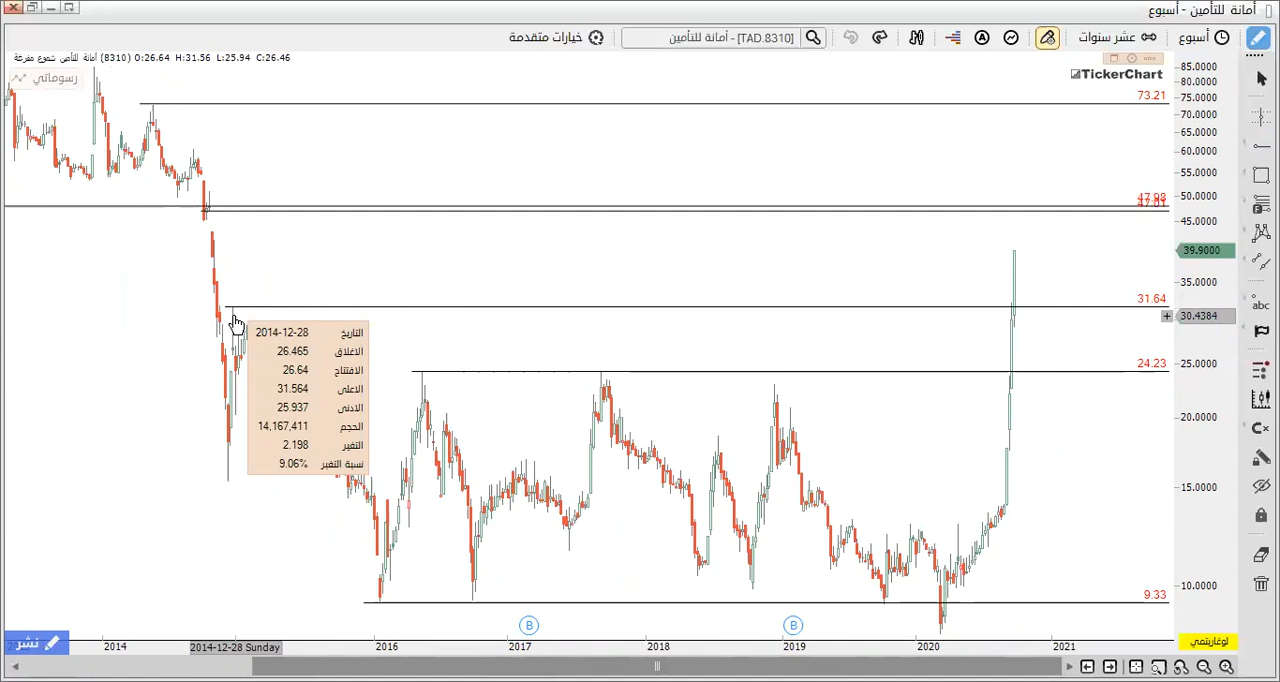 أمانة للتأمين - أسبوع
أسبوع
عشر سنوات
[TAD.8310] - أمانة للتأمين
خيارات متقدمة
أمانة للتأمين شموع مفرغة (8310) O:26.64 H:31.56 L:25.94 C:26.46
رسوماتي
TickerChart
85.0000
80.0000
75.0000
73.21
70.0000
65.0000
60.0000
55.0000
50.0000
47.98
47.01
45.0000
39.9000
35.0000
31.64
30.4384
25.0000
24.23
20.0000
15.0000
10.0000
9.33
التاريخ 2014-12-28
الاغلاق 26.465
الافتتاح 26.64
الاعلى 31.564
الادنى 25.937
الحجم 14,167,411
التغير 2.198
نسبة التغير 9.06%
abc
B B
نشر
2014 2014-12-28 Sunday 2016 2017 2018 2019 2020 2021
لوغاريتمي